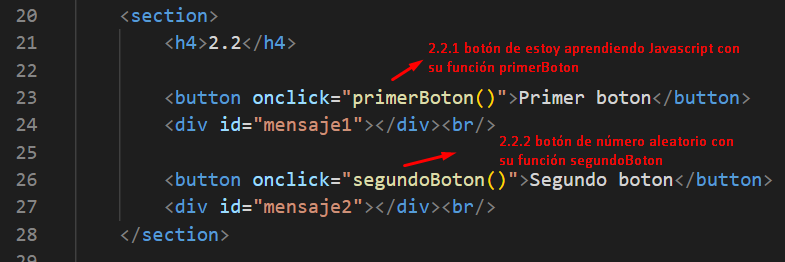 20 <section>
21 <h4>2.2</h4>
22
2.2.1 botón de estoy aprendiendo Javascript con
su función primerBoton
23 <button onclick="primerBoton()">Primer boton</button>
24 <div id="mensaje1"></div><br/>
25
2.2.2 botón de número aleatorio con
su función segundoBoton
26 <button onclick="segundoBoton()">Segundo boton</button>
27 <div id="mensaje2"></div><br/>
28 </section>